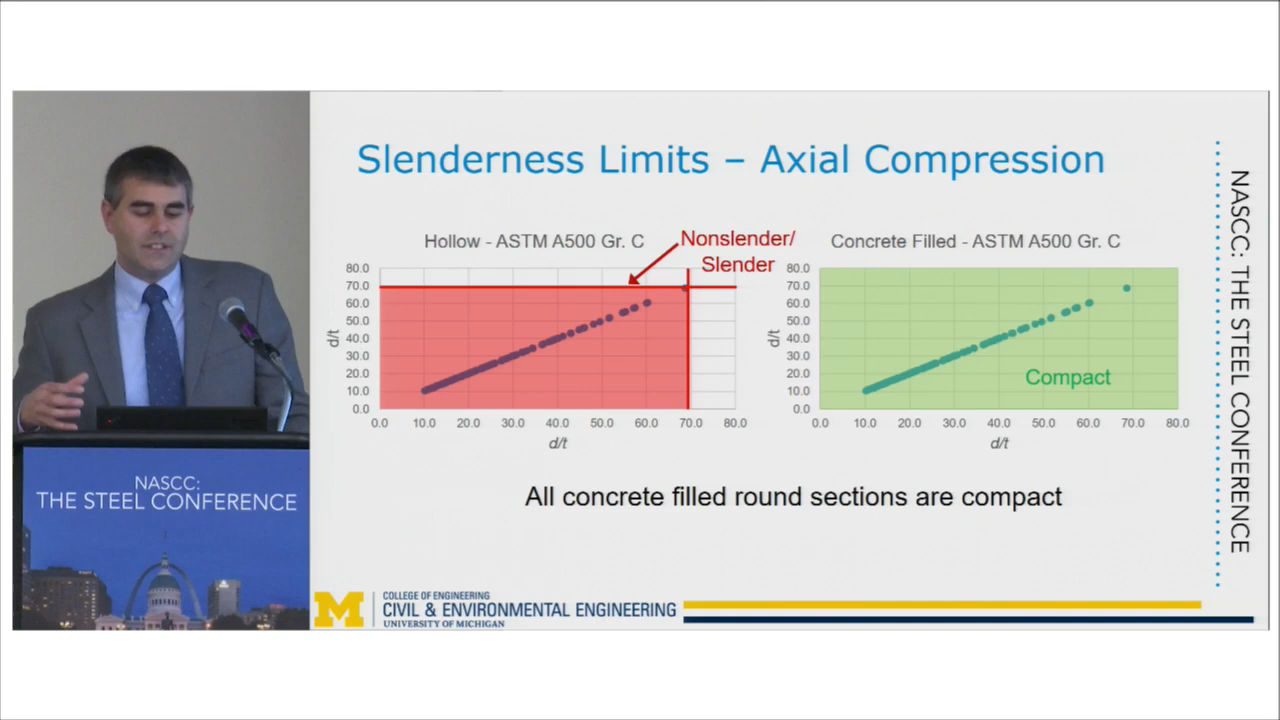 Slenderness Limits – Axial Compression
Hollow - ASTM A500 Gr. C
Nonslender/
Slender
80.0
70.0
60.0
50.0
40.0
30.0
20.0
10.0
0.0
d/t
0.0 10.0 20.0 30.0 40.0 50.0 60.0 70.0 80.0
d/t
Concrete Filled - ASTM A500 Gr. C
80.0
70.0
60.0
50.0
40.0
30.0
20.0
10.0
0.0
d/t
Compact
0.0 10.0 20.0 30.0 40.0 50.0 60.0 70.0 80.0
d/t
All concrete filled round sections are compact
M
COLLEGE OF ENGINEERING
CIVIL & ENVIRONMENTAL ENGINEERING
UNIVERSITY OF MICHIGAN
NASCC: THE STEEL CONFERENCE
NASCC:
THE STEEL CONFERENCE